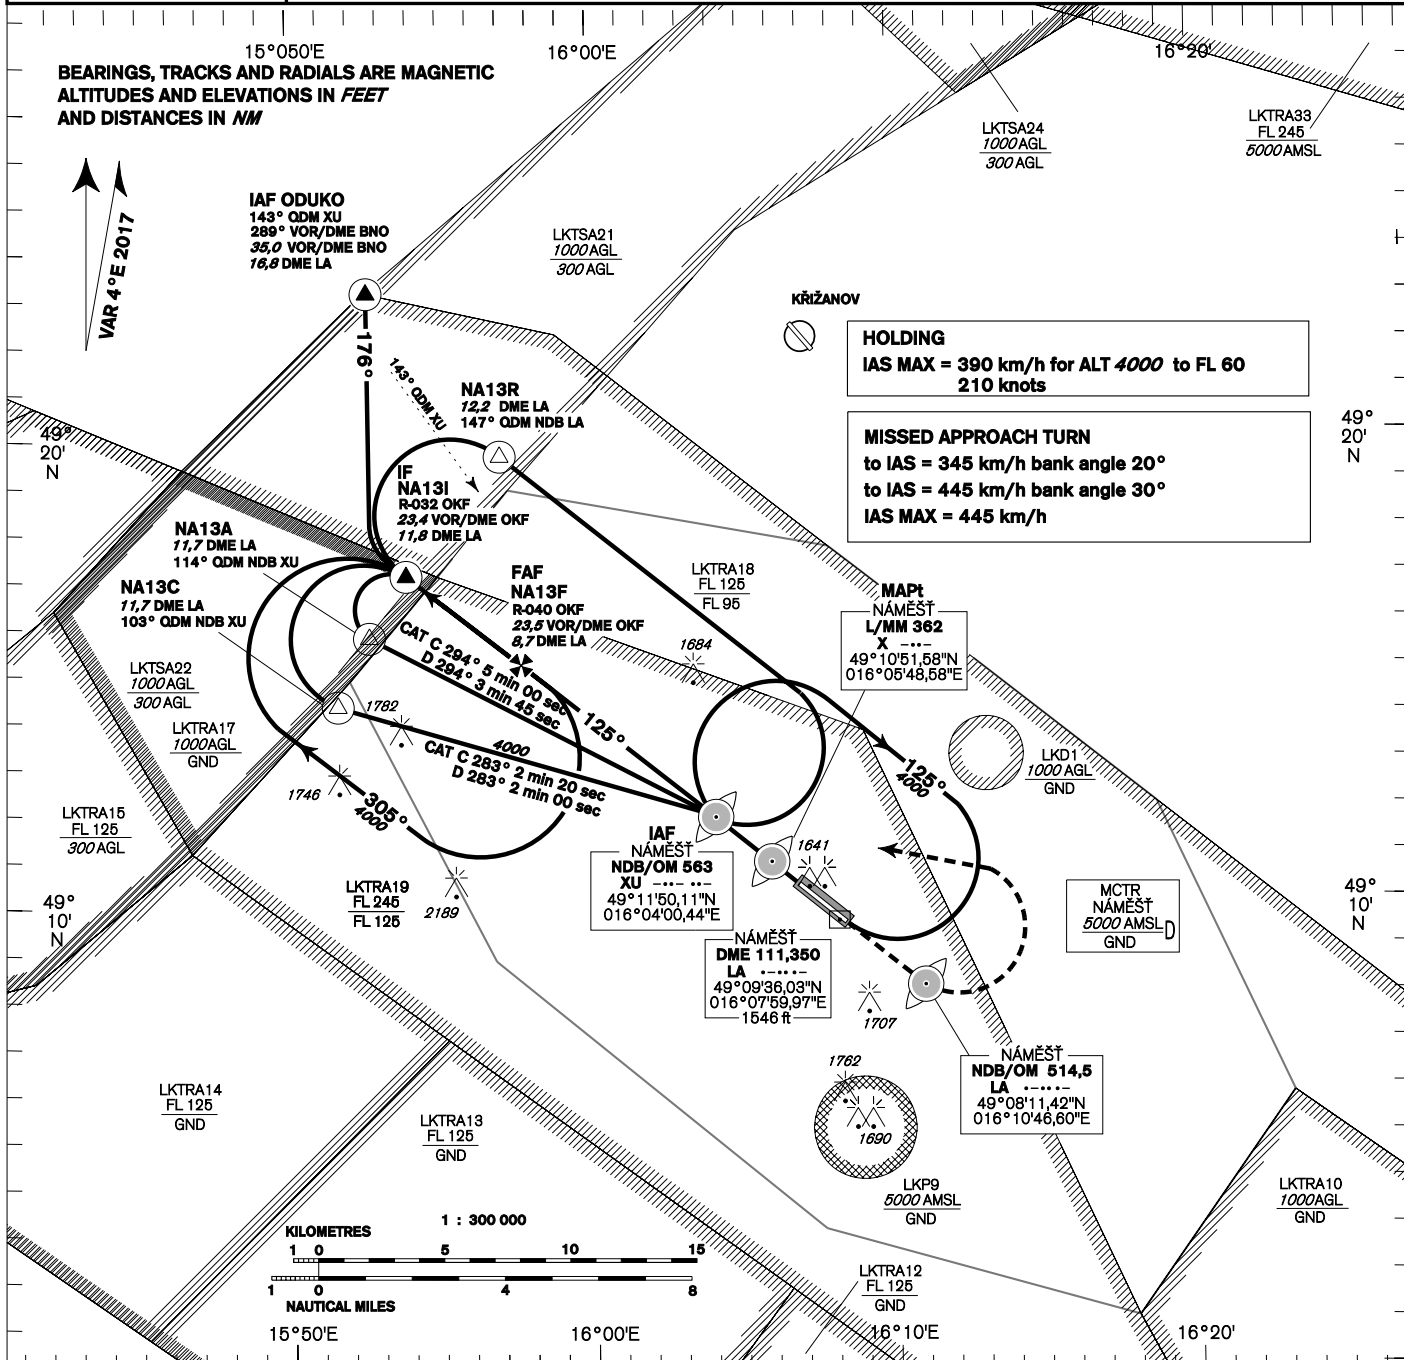 15°050'E
16°00'E
16°20'
BEARINGS, TRACKS AND RADIALS ARE MAGNETIC
ALTITUDES AND ELEVATIONS IN FEET
AND DISTANCES IN NM
VAR 4°E 2017
LKTSA24
1000 AGL
300 AGL
LKTRA33
FL 245
5000 AMSL
IAF ODUKO
143° QDM XU
289° VOR/DME BNO
35,0 VOR/DME BNO
16,8 DME LA
LKTSA21
1000 AGL
300 AGL
KŘIŽANOV
HOLDING
IAS MAX = 390 km/h for ALT 4000 to FL 60
210 knots
176°
143° QDM XU
NA13R
12,2 DME LA
147° QDM NDB LA
MISSED APPROACH TURN
to IAS = 345 km/h bank angle 20°
to IAS = 445 km/h bank angle 30°
IAS MAX = 445 km/h
49°
20'
N
49°
20'
N
IF
NA13I
R-032 OKF
23,4 VOR/DME OKF
11,8 DME LA
NA13A
11,7 DME LA
114° QDM NDB XU
NA13C
11,7 DME LA
103° QDM NDB XU
FAF
NA13F
R-040 OKF
23,5 VOR/DME OKF
8,7 DME LA
LKTRA18
FL 125
FL 95
MAPt
NÁMĚŠŤ
L/MM 362
X -··-
49°10'51,58"N
016°05'48,58"E
1684
CAT C 294° 5 min 00 sec
D 294° 3 min 45 sec
125°
LKTSA22
1000 AGL
300 AGL
LKTRA17
1000 AGL
GND
1782
4000
CAT C 283° 2 min 20 sec
D 283° 2 min 00 sec
125°
4000
LKD1
1000 AGL
GND
1746
305°
4000
LKTRA15
FL 125
300 AGL
IAF
NÁMĚŠŤ
NDB/OM 563
XU -··- ··-
49°11'50,11"N
016°04'00,44"E
1641
LKTRA19
FL 245
FL 125
2189
MCTR
NÁMĚŠŤ
5000 AMSL D
GND
49°
10'
N
49°
10'
N
NÁMĚŠŤ
DME 111,350
LA ·-·· ·-
49°09'36,03"N
016°07'59,97"E
1546 ft
1707
NÁMĚŠŤ
NDB/OM 514,5
LA ·-·· ·-
49°08'11,42"N
016°10'46,60"E
1762
1690
LKTRA14
FL 125
GND
LKTRA13
FL 125
GND
LKP9
5000 AMSL
GND
LKTRA10
1000 AGL
GND
1 : 300 000
KILOMETRES
1 0 5 10 15
1 0 4 8
NAUTICAL MILES
LKTRA12
FL 125
GND
15°50'E
16°00'E
16°10'E
16°20'